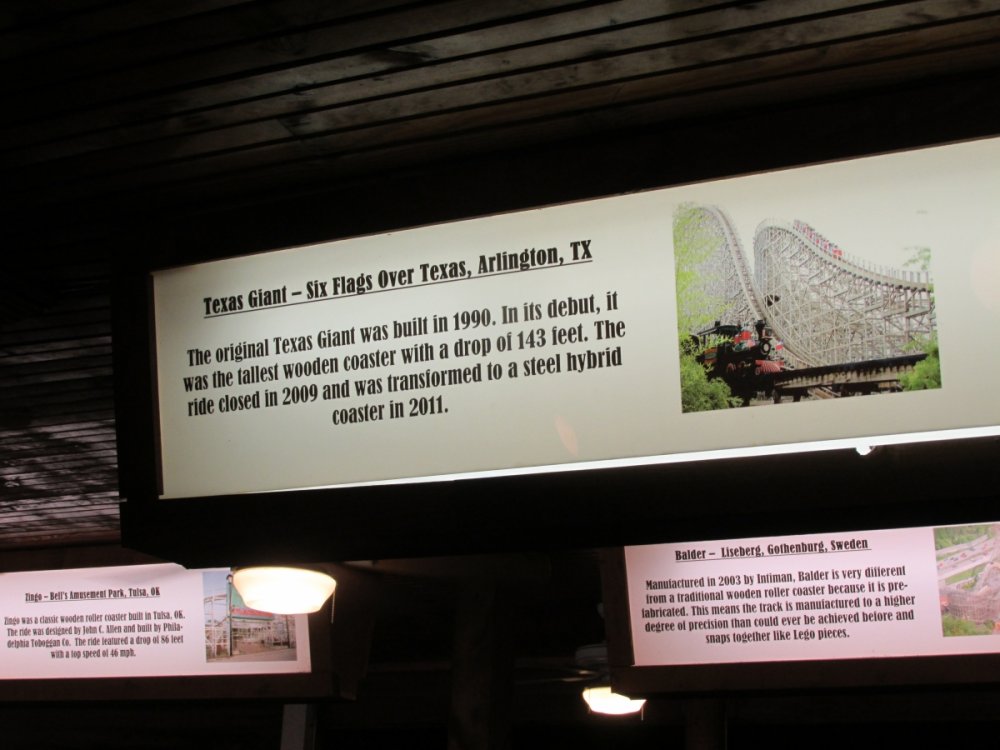 Texas Giant – Six Flags Over Texas, Arlington, TX
The original Texas Giant was built in 1990. In its debut, it
was the tallest wooden coaster with a drop of 143 feet. The
ride closed in 2009 and was transformed to a steel hybrid
coaster in 2011.
Zingo – Bell's Amusement Park, Tulsa, OK
Zingo was a classic wooden roller coaster built in Tulsa, OK.
The ride was designed by John C. Allen and built by Phila-
delphia Toboggan Co. The ride featured a drop of 86 feet
with a top speed of 46 mph.
Balder – Liseberg, Gothenburg, Sweden
Manufactured in 2003 by Intiman, Balder is very different
from a traditional wooden roller coaster because it is pre-
fabricated. This means the track is manufactured to a higher
degree of precision than could ever be achieved before and
snaps together like Lego pieces.